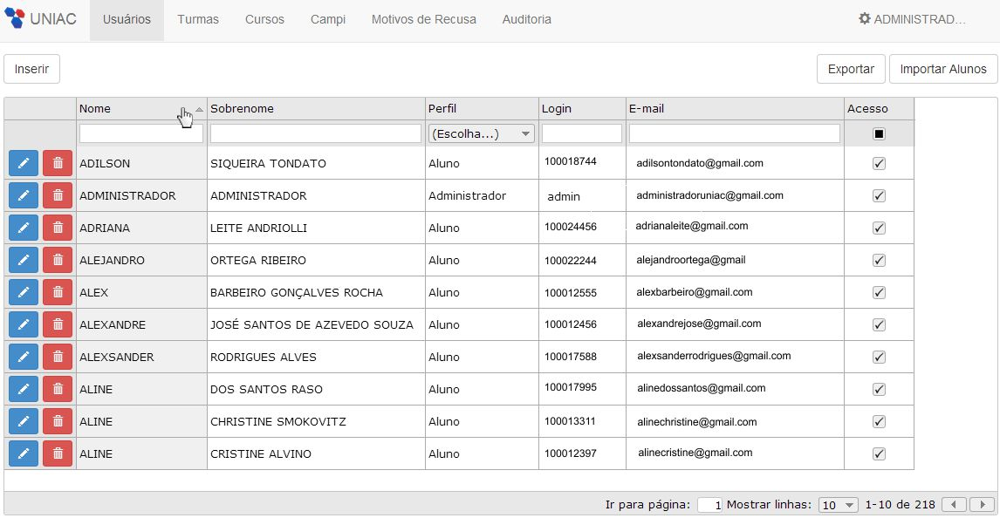 UNIAC Usuários Turmas Cursos Campi Motivos de Recusa Auditoria ADMINISTRAD...
Inserir Exportar Importar Alunos
Nome Sobrenome Perfil Login E-mail Acesso
(Escolha...)
ADILSON SIQUEIRA TONDATO Aluno 100018744 adilsontondato@gmail.com
ADMINISTRADOR ADMINISTRADOR Administrador admin administradoruniac@gmail.com
ADRIANA LEITE ANDRIOLLI Aluno 100024456 adrianaleite@gmail.com
ALEJANDRO ORTEGA RIBEIRO Aluno 100022244 alejandroortega@gmail
ALEX BARBEIRO GONÇALVES ROCHA Aluno 100012555 alexbarbeiro@gmail.com
ALEXANDRE JOSÉ SANTOS DE AZEVEDO SOUZA Aluno 100012456 alexandrejose@gmail.com
ALEXSANDER RODRIGUES ALVES Aluno 100017588 alexsanderrodrigues@gmail.com
ALINE DOS SANTOS RASO Aluno 100017995 alinedossantos@gmail.com
ALINE CHRISTINE SMOKOVITZ Aluno 100013311 alinechristine@gmail.com
ALINE CRISTINE ALVINO Aluno 100012397 alinecristine@gmail.com
Ir para página: 1 Mostrar linhas: 10 1-10 de 218